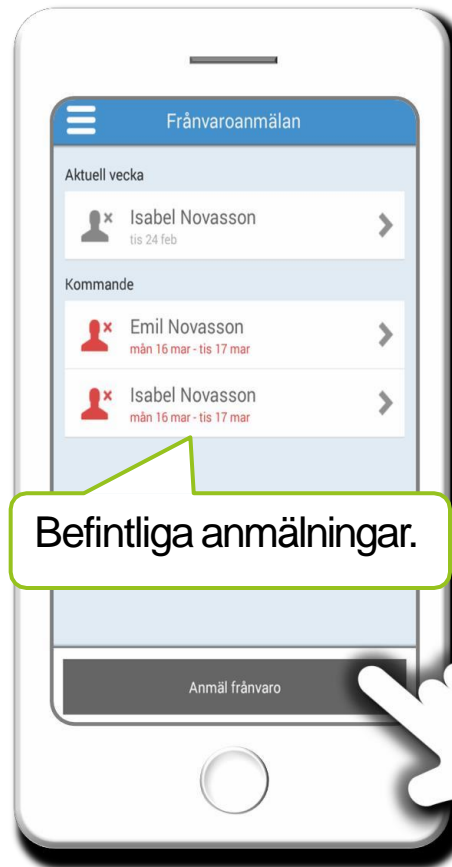 Frånvaroanmälan
Aktuell vecka
Isabel Novasson
tis 24 feb
Kommande
Emil Novasson
mån 16 mar - tis 17 mar
Isabel Novasson
mån 16 mar - tis 17 mar
Befintliga anmälningar.
Anmäl frånvaro